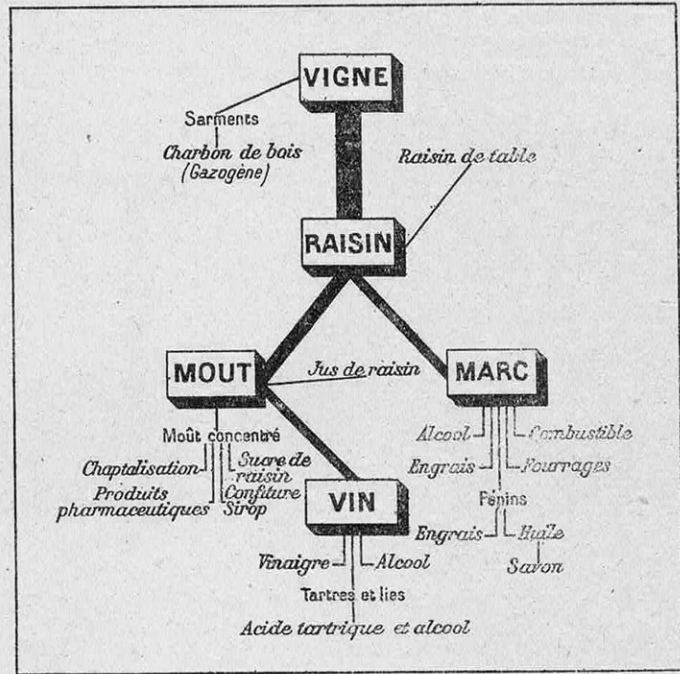 VIGNE
Sarments
Charbon de bois
(Gazogène)
Raisin de table
RAISIN
MOUT
Jus de raisin
MARC
Moût concentré
Chaptalisation
Sucre de
raisin
Produits
pharmaceutiques
Confiture
Sirop
Alcool
Combustible
Engrais
Fourrages
Pépins
Engrais
Huile
Savon
VIN
Vinaigre
Alcool
Tartres et lies
Acide tartrique et alcool